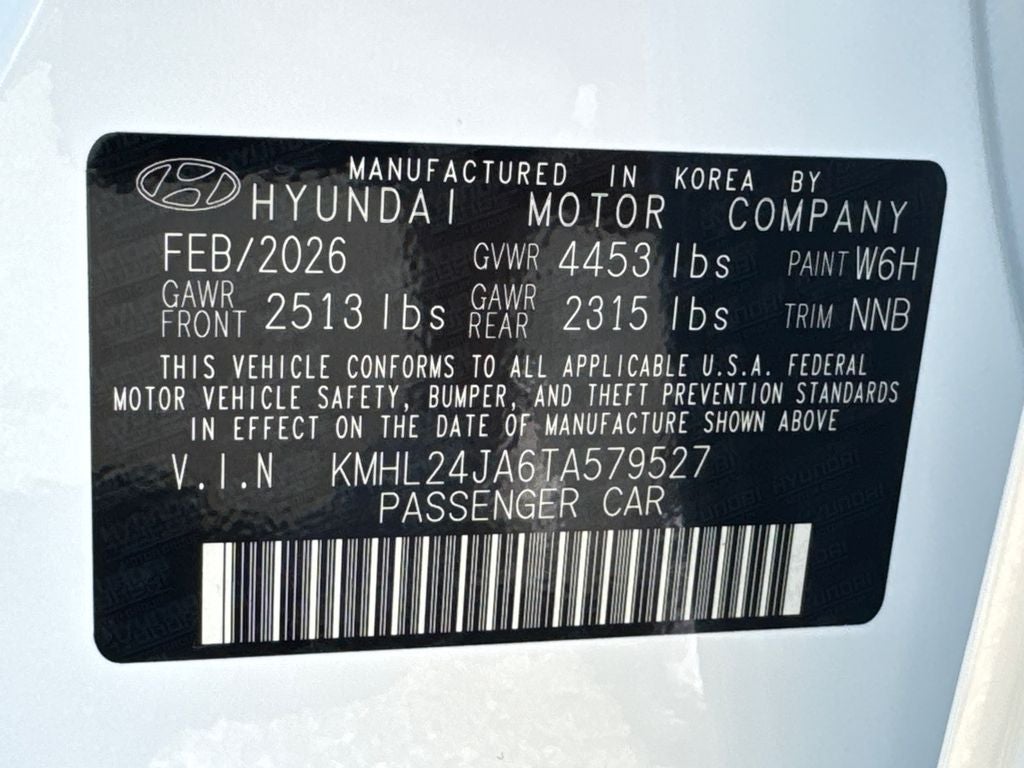 MANUFACTURED IN KOREA BY
HYUNDAI MOTOR COMPANY
FEB/2026 GVWR 4453 lbs PAINT W6H
GAWR FRONT 2513 lbs GAWR REAR 2315 lbs TRIM NNB
THIS VEHICLE CONFORMS TO ALL APPLICABLE U.S.A. FEDERAL
MOTOR VEHICLE SAFETY, BUMPER, AND THEFT PREVENTION STANDARDS
IN EFFECT ON THE DATE OF MANUFACTURE SHOWN ABOVE
V.I.N KMHL24JA6TA579527
PASSENGER CAR